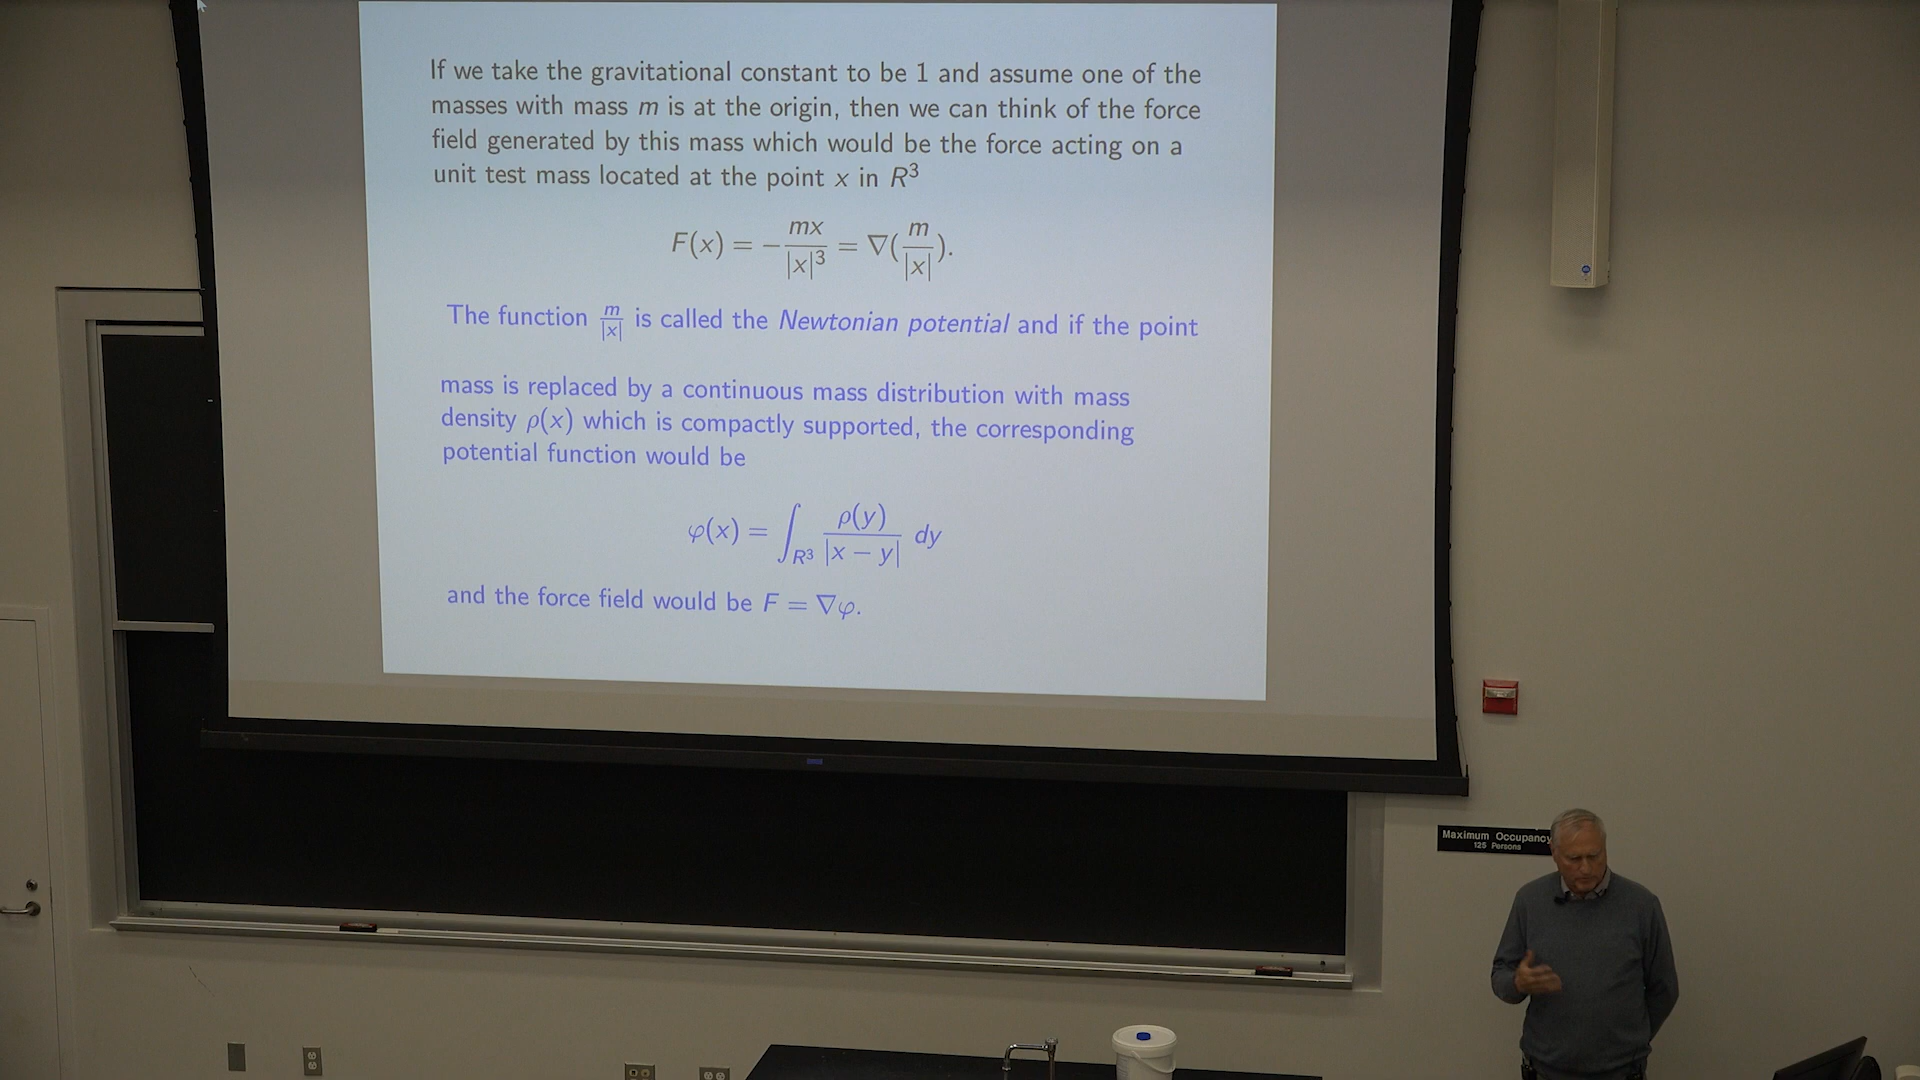 If we take the gravitational constant to be 1 and assume one of the
masses with mass m is at the origin, then we can think of the force
field generated by this mass which would be the force acting on a
unit test mass located at the point x in R³
F(x) = −mx/|x|³ = ∇(m/|x|).
The function m/|x| is called the Newtonian potential and if the point
mass is replaced by a continuous mass distribution with mass
density ρ(x) which is compactly supported, the corresponding
potential function would be
φ(x) = ∫_R³ ρ(y)/|x − y| dy
and the force field would be F = ∇φ.
Maximum Occupancy
125 Persons